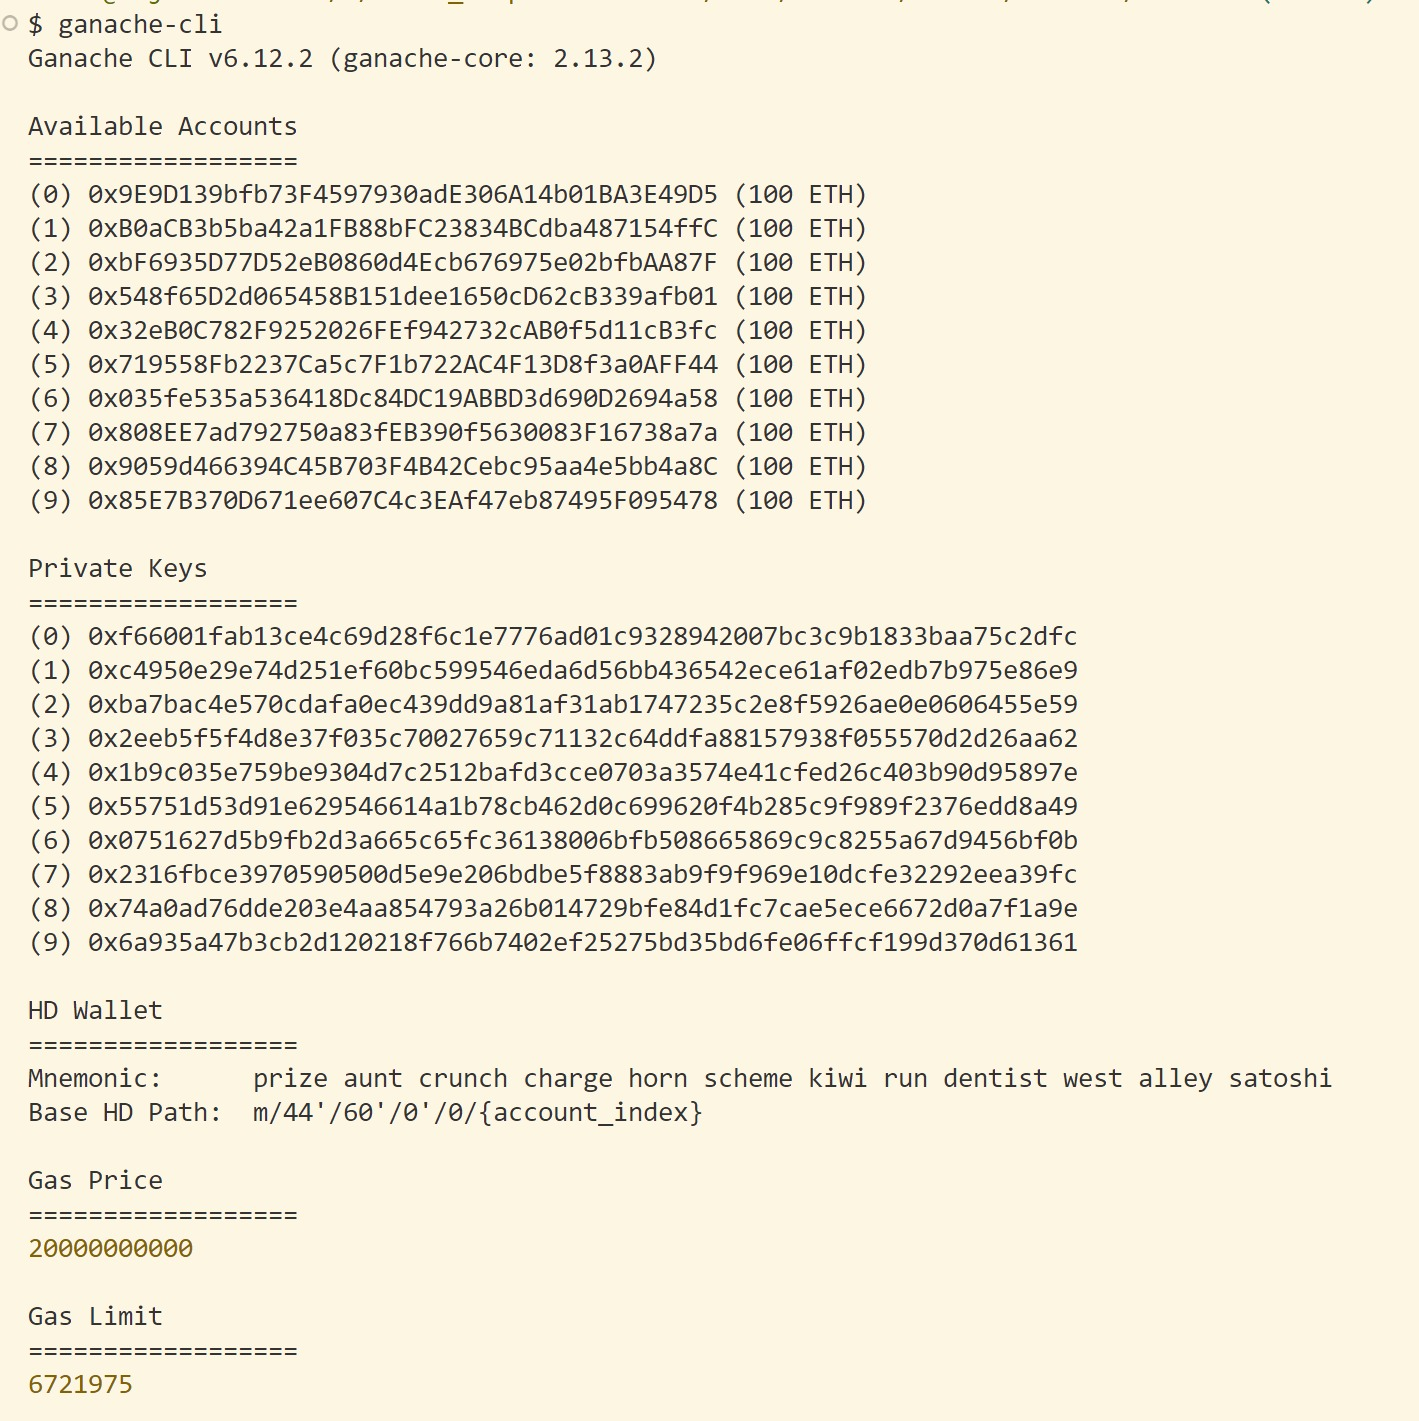 $ ganache-cli
Ganache CLI v6.12.2 (ganache-core: 2.13.2)
Available Accounts
==================
(0) 0x9E9D139bfb73F4597930adE306A14b01BA3E49D5 (100 ETH)
(1) 0xB0aCB3b5ba42a1FB88bFC23834BCdba487154ffC (100 ETH)
(2) 0xbF6935D77D52eB0860d4Ecb676975e02bfbAA87F (100 ETH)
(3) 0x548f65D2d065458B151dee1650cD62cB339afb01 (100 ETH)
(4) 0x32eB0C782F9252026FEf942732cAB0f5d11cB3fc (100 ETH)
(5) 0x719558Fb2237Ca5c7F1b722AC4F13D8f3a0AFF44 (100 ETH)
(6) 0x035fe535a536418Dc84DC19ABBD3d690D2694a58 (100 ETH)
(7) 0x808EE7ad792750a83fEB390f5630083F16738a7a (100 ETH)
(8) 0x9059d466394C45B703F4B42Cebc95aa4e5bb4a8C (100 ETH)
(9) 0x85E7B370D671ee607C4c3EAf47eb87495F095478 (100 ETH)
Private Keys
==================
(0) 0xf66001fab13ce4c69d28f6c1e7776ad01c9328942007bc3c9b1833baa75c2dfc
(1) 0xc4950e29e74d251ef60bc599546eda6d56bb436542ece61af02edb7b975e86e9
(2) 0xba7bac4e570cdafa0ec439dd9a81af31ab1747235c2e8f5926ae0e0606455e59
(3) 0x2eeb5f5f4d8e37f035c70027659c71132c64ddfa88157938f055570d2d26aa62
(4) 0x1b9c035e759be9304d7c2512bafd3cce0703a3574e41cfed26c403b90d95897e
(5) 0x55751d53d91e629546614a1b78cb462d0c699620f4b285c9f989f2376edd8a49
(6) 0x0751627d5b9fb2d3a665c65fc36138006bfb508665869c9c8255a67d9456bf0b
(7) 0x2316fbce3970590500d5e9e206bdbe5f8883ab9f9f969e10dcfe32292eea39fc
(8) 0x74a0ad76dde203e4aa854793a26b014729bfe84d1fc7cae5ece6672d0a7f1a9e
(9) 0x6a935a47b3cb2d120218f766b7402ef25275bd35bd6fe06ffcf199d370d61361
HD Wallet
==================
Mnemonic:      prize aunt crunch charge horn scheme kiwi run dentist west alley satoshi
Base HD Path:  m/44'/60'/0'/0/{account_index}
Gas Price
==================
20000000000
Gas Limit
==================
6721975